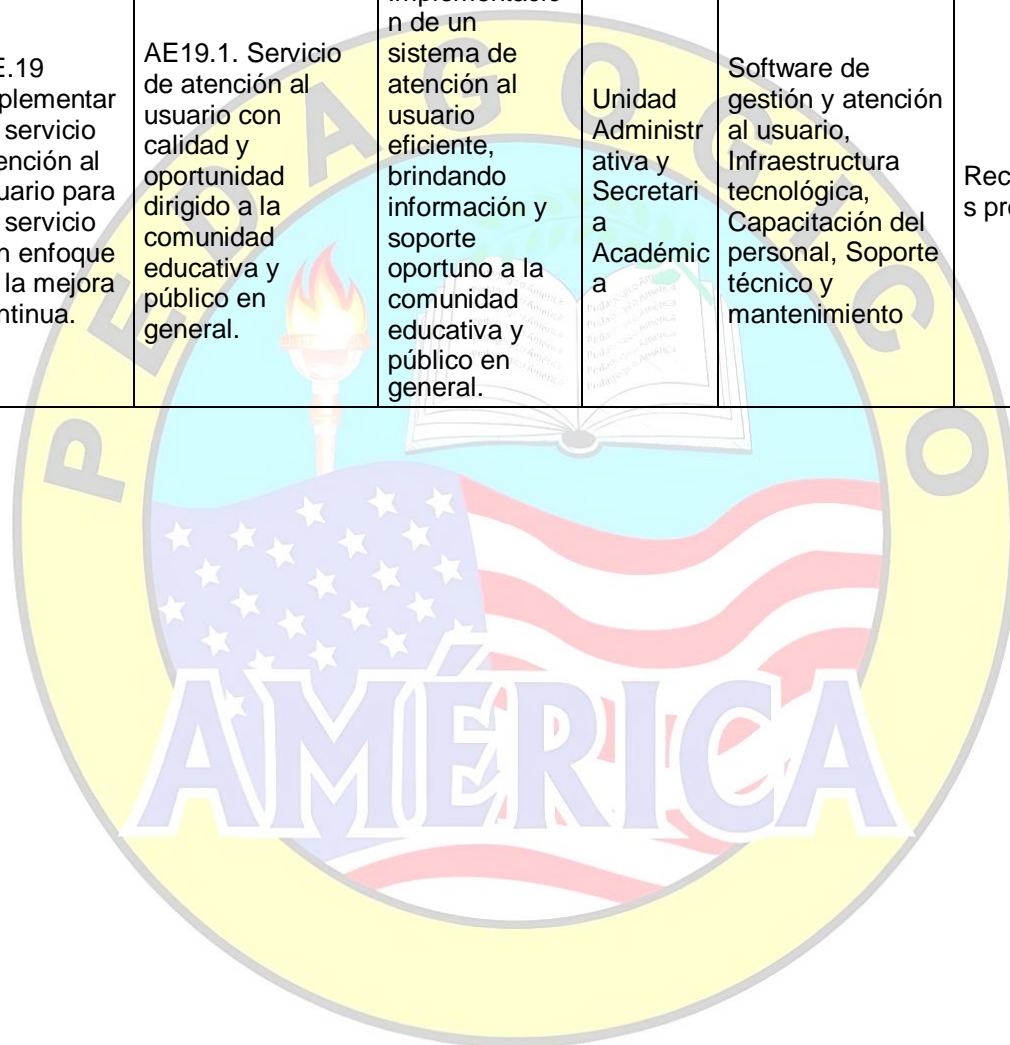 E.19
plementar
servicio
ención al
uario para
servicio
n enfoque
la mejora
ntinua.
AE19.1. Servicio
de atención al
usuario con
calidad y
oportunidad
dirigido a la
comunidad
educativa y
público en
general.
n de un
sistema de
atención al
usuario
eficiente,
brindando
información y
soporte
oportuno a la
comunidad
educativa y
público en
general.
Unidad
Administr
ativa y
Secretari
a
Académic
a
Software de
gestión y atención
al usuario,
Infraestructura
tecnológica,
Capacitación del
personal, Soporte
técnico y
mantenimiento
Rec
s pr
PEDAGOGICO
AMÉRICA